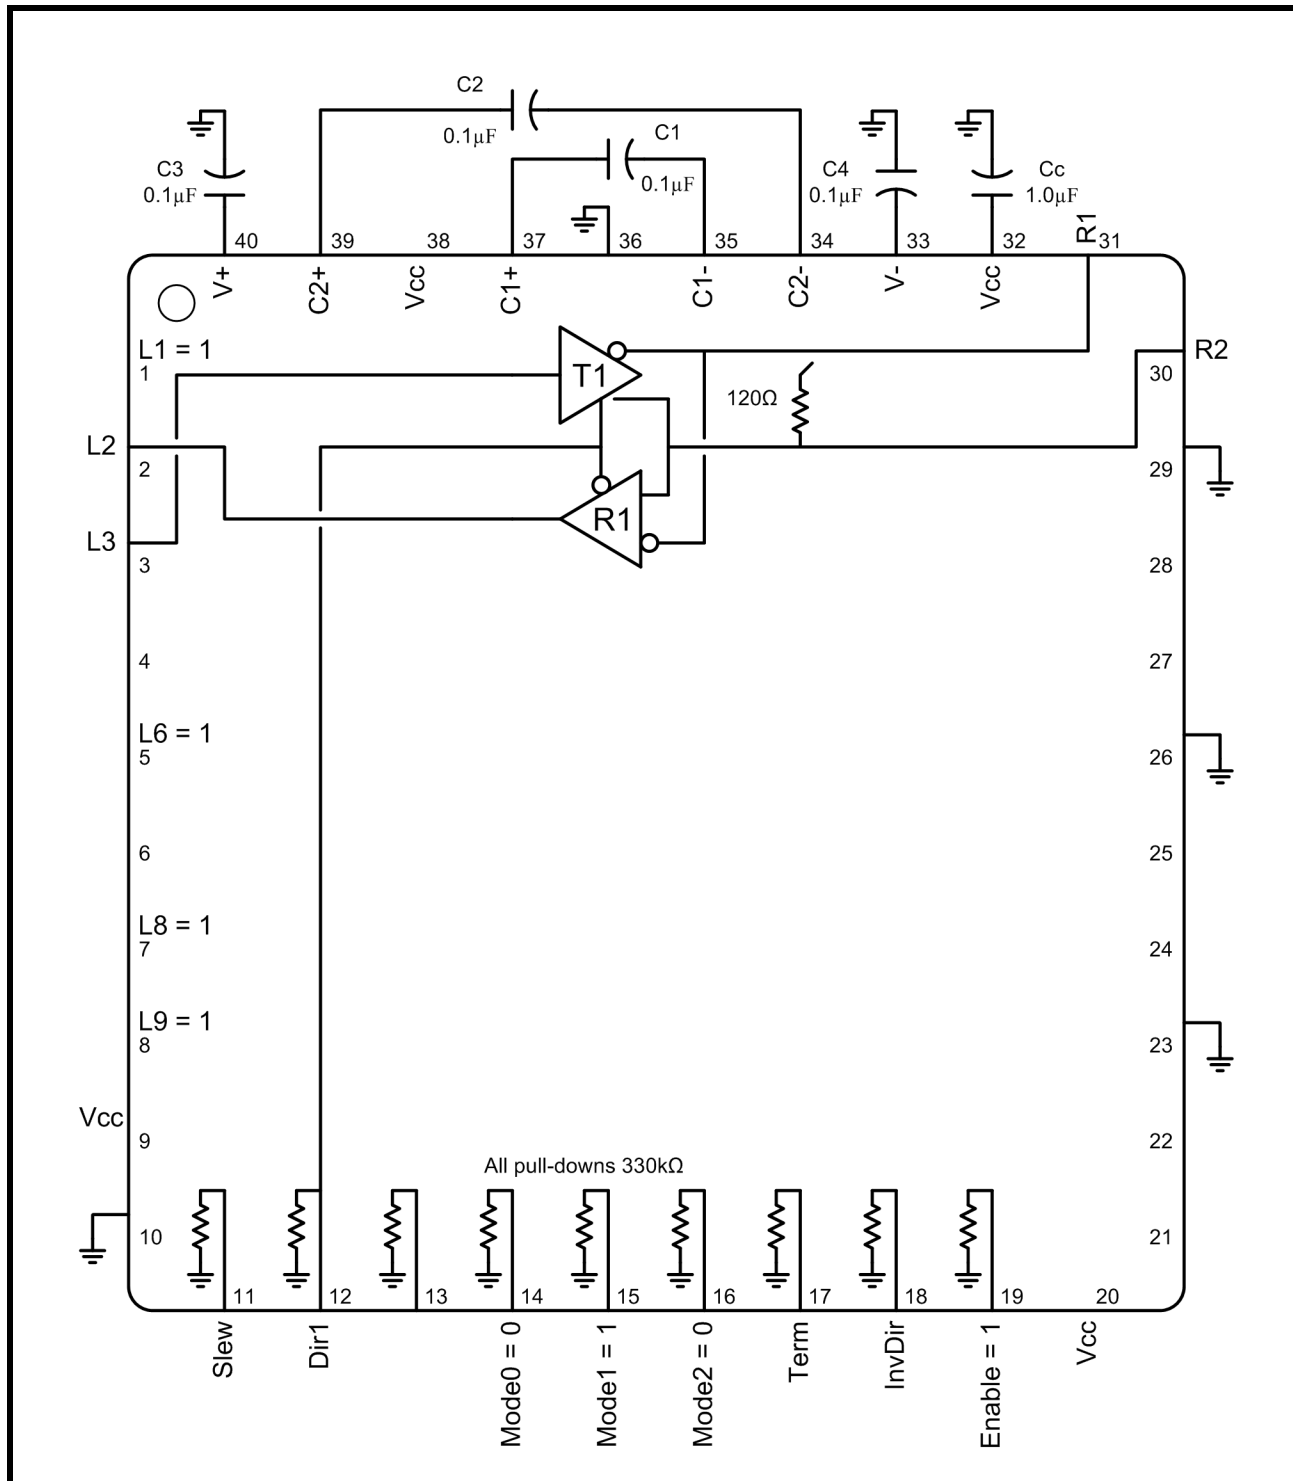 C2
0.1µF
C1
0.1µF
C3
0.1µF
C4
0.1µF
Cc
1.0µF
R1
40
39
38
37
36
35
34
33
32
31
V+
C2+
Vcc
C1+
C1-
C2-
V-
Vcc
L1 = 1
1
T1
120Ω
R2
30
L2
2
29
R1
L3
3
28
4
27
L6 = 1
5
26
6
25
L8 = 1
7
24
L9 = 1
8
23
Vcc
9
22
All pull-downs 330kΩ
10
21
11
12
13
14
15
16
17
18
19
20
Slew
Dir1
Mode0 = 0
Mode1 = 1
Mode2 = 0
Term
InvDir
Enable = 1
Vcc